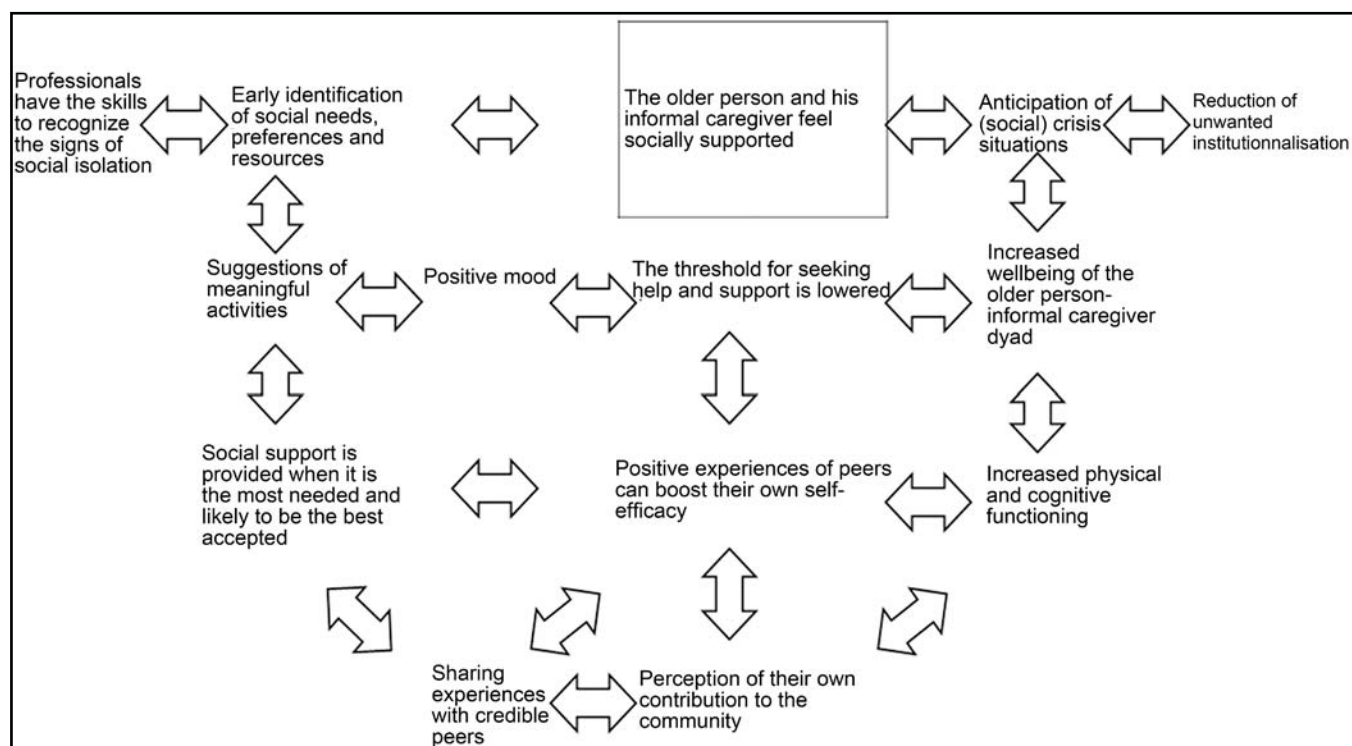 Professionals
have the skills
to recognize
the signs of
social isolation
Early identification
of social needs,
preferences and
resources
The older person and his
informal caregiver feel
socially supported
Anticipation of
(social) crisis
situations
Reduction of
unwanted
institutionnalisation
Suggestions of
meaningful
activities
Positive mood
The threshold for seeking
help and support is lowered
Increased
wellbeing of the
older person-
informal caregiver
dyad
Social support is
provided when it is
the most needed and
likely to be the best
accepted
Positive experiences of peers
can boost their own self-
efficacy
Increased physical
and cognitive
functioning
Sharing
experiences
with credible
peers
Perception of their own
contribution to the
community